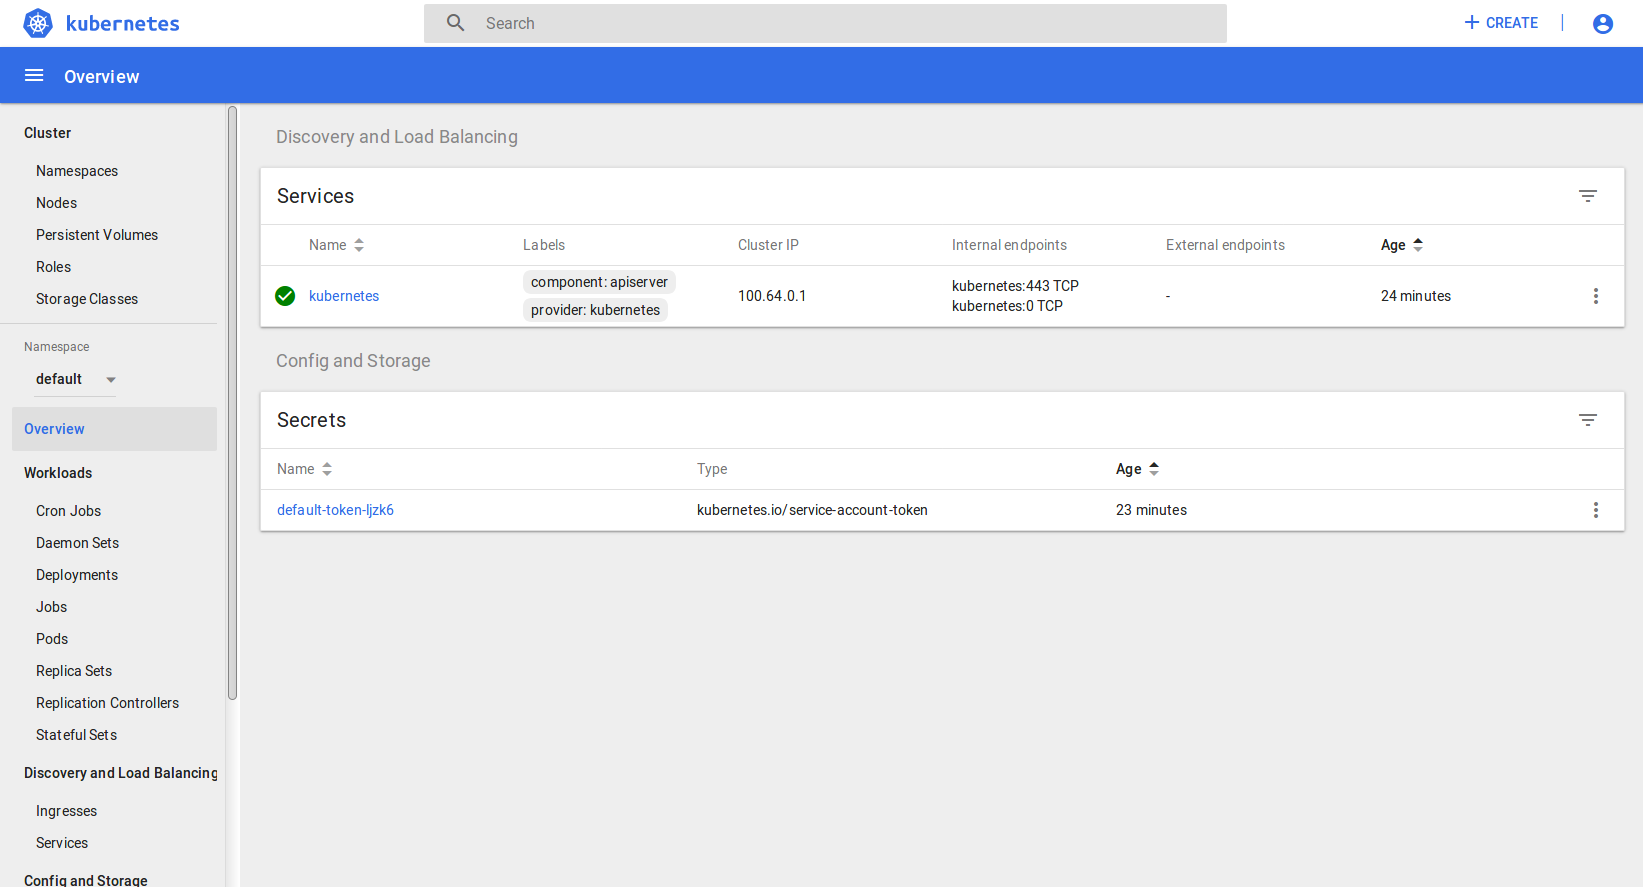 kubernetes
Search
CREATE
Overview
Cluster
Namespaces
Nodes
Persistent Volumes
Roles
Storage Classes
Namespace
default
Overview
Workloads
Cron Jobs
Daemon Sets
Deployments
Jobs
Pods
Replica Sets
Replication Controllers
Stateful Sets
Discovery and Load Balancing
Ingresses
Services
Config and Storage
Discovery and Load Balancing
Services
Name Labels Cluster IP Internal endpoints External endpoints Age
kubernetes component: apiserver 100.64.0.1 kubernetes:443 TCP - 24 minutes
provider: kubernetes kubernetes:0 TCP
Config and Storage
Secrets
Name Type Age
default-token-ljzk6 kubernetes.io/service-account-token 23 minutes